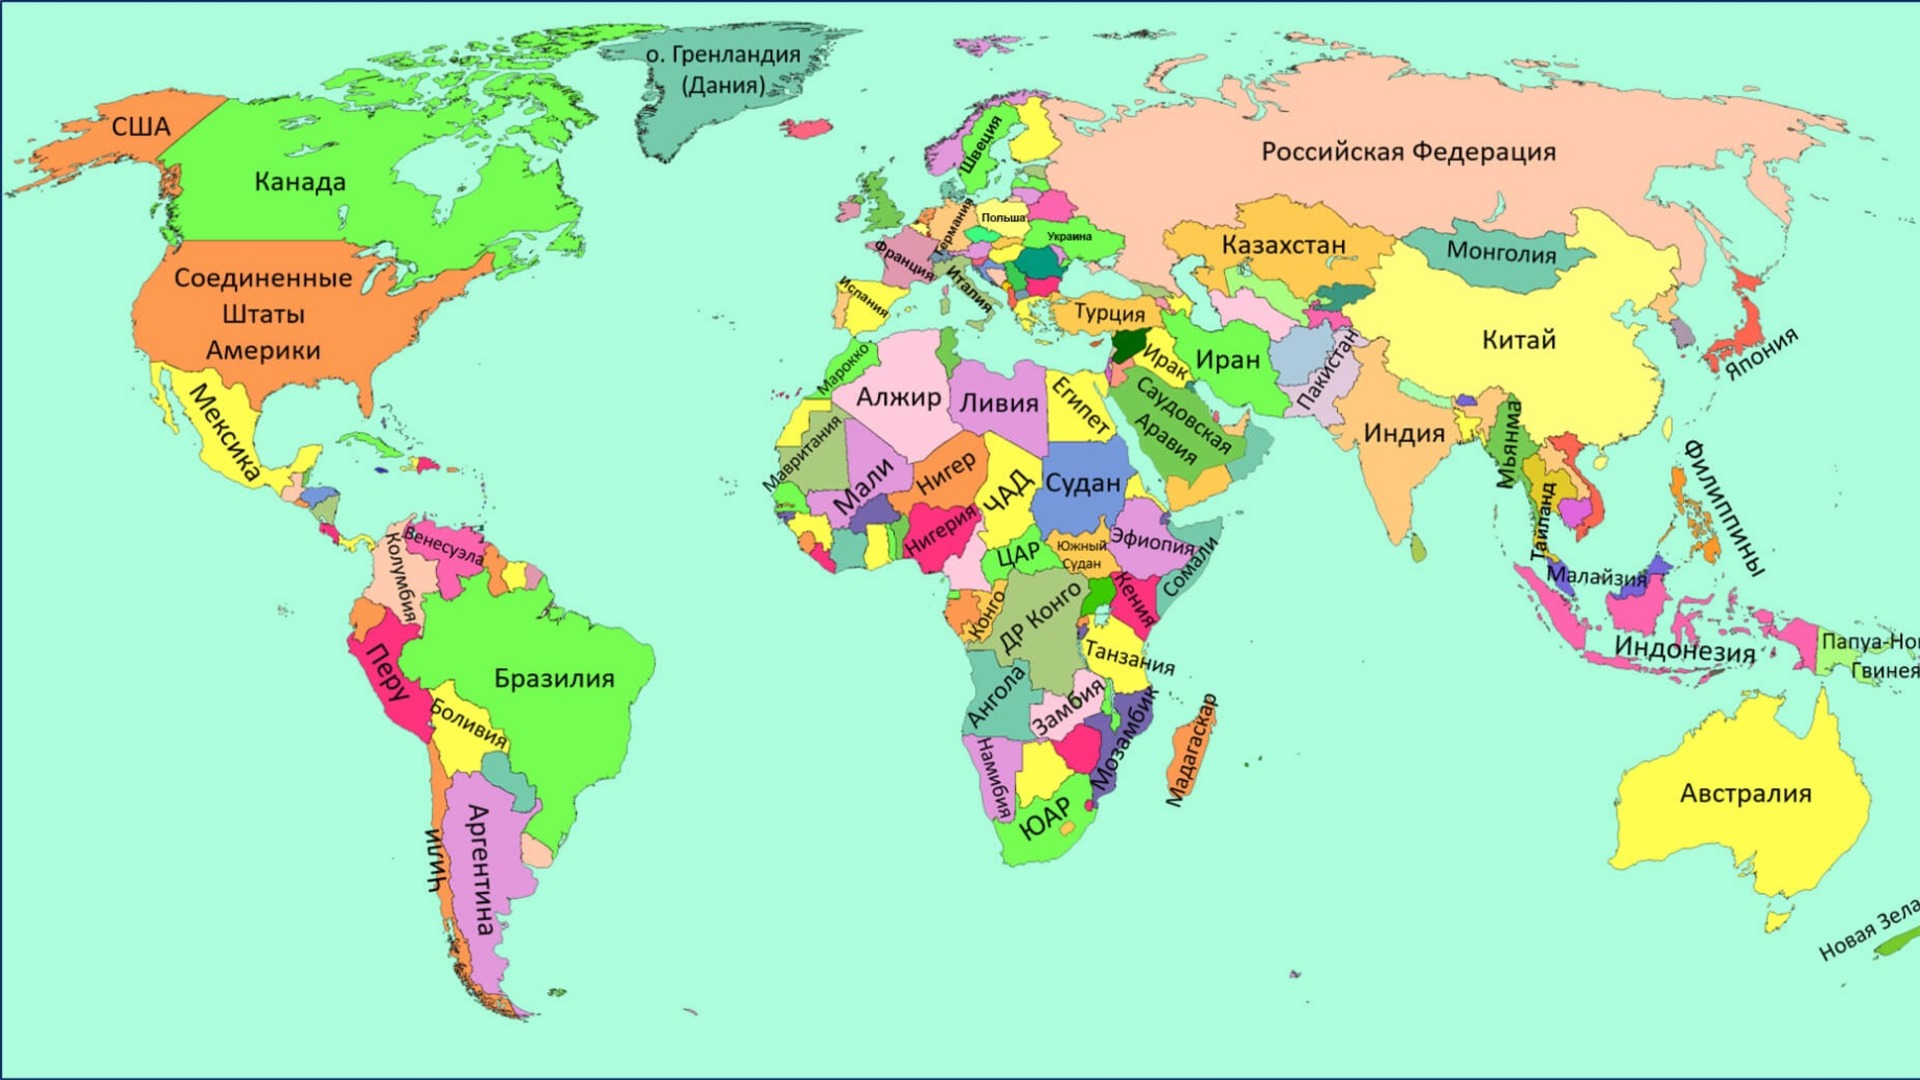 о. Гренландия
(Дания)
США
Канада
Соединенные
Штаты
Америки
Мексика
Венесуэла
Колумбия
Перу
Бразилия
Боливия
Чили
Аргентина
Швеция
Германия
Польша
Украина
Франция
Италия
Испания
Российская Федерация
Казахстан
Монголия
Китай
Япония
Турция
Ирак
Иран
Пакистан
Саудовская
Аравия
Индия
Мьянма
Таиланд
Филиппины
Малайзия
Индонезия
Папуа-Нов
Гвинея
Марокко
Алжир
Ливия
Египет
Мавритания
Мали
Нигер
ЧАД
Судан
Нигерия
ЦАР
Южный
Судан
Эфиопия
Сомали
Кения
Конго
ДР Конго
Танзания
Ангола
Замбия
Мозамбик
Намибия
ЮАР
Мадагаскар
Австралия
Новая Зела